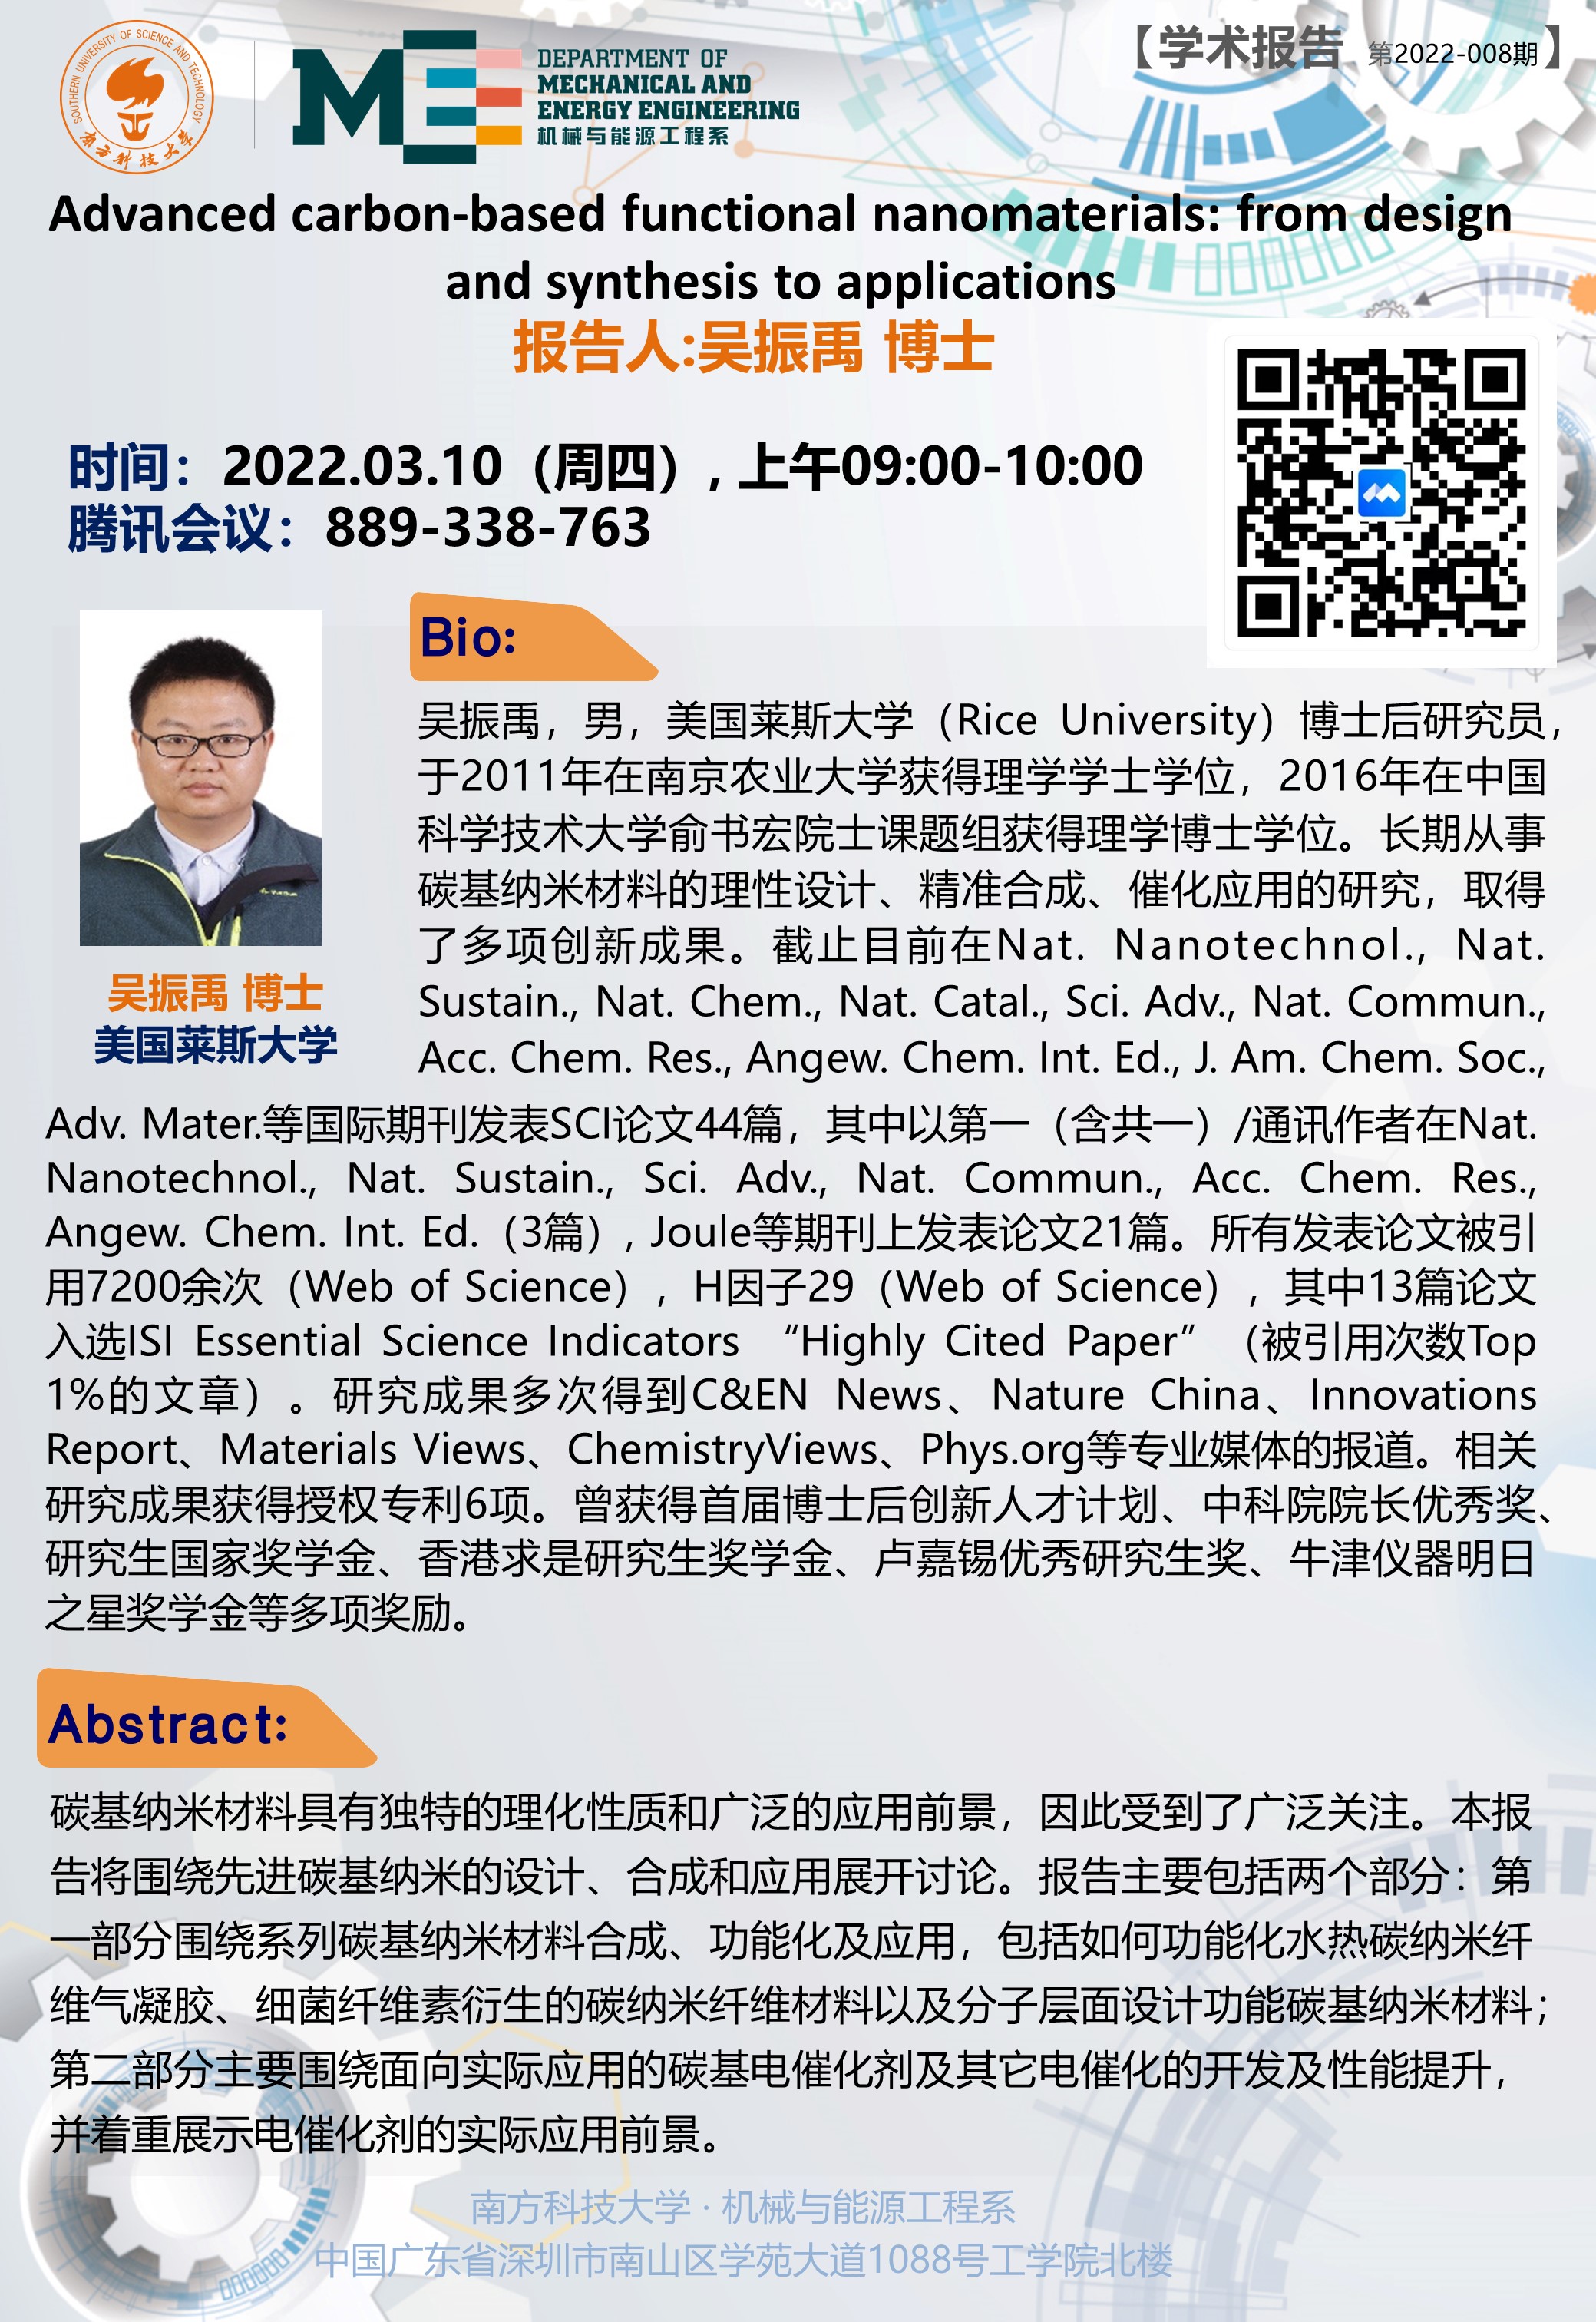 SOUTHERN UNIVERSITY OF SCIENCE AND TECHNOLOGY
南方科技大学
ME
DEPARTMENT OF
MECHANICAL AND
ENERGY ENGINEERING
机械与能源工程系
【学术报告 第2022-008期】
Advanced carbon-based functional nanomaterials: from design
and synthesis to applications
报告人:吴振禹 博士
时间：2022.03.10（周四）, 上午09:00-10:00
腾讯会议：889-338-763
Bio:
吴振禹，男，美国莱斯大学（Rice University）博士后研究员，
于2011年在南京农业大学获得理学学士学位，2016年在中国
科学技术大学俞书宏院士课题组获得理学博士学位。长期从事
碳基纳米材料的理性设计、精准合成、催化应用的研究，取得
了多项创新成果。截止目前在Nat. Nanotechnol., Nat.
Sustain., Nat. Chem., Nat. Catal., Sci. Adv., Nat. Commun.,
Acc. Chem. Res., Angew. Chem. Int. Ed., J. Am. Chem. Soc.,
吴振禹 博士
美国莱斯大学
Adv. Mater.等国际期刊发表SCI论文44篇，其中以第一（含共一）/通讯作者在Nat.
Nanotechnol., Nat. Sustain., Sci. Adv., Nat. Commun., Acc. Chem. Res.,
Angew. Chem. Int. Ed.（3篇）, Joule等期刊上发表论文21篇。所有发表论文被引
用7200余次（Web of Science），H因子29（Web of Science），其中13篇论文
入选ISI Essential Science Indicators “Highly Cited Paper”（被引用次数Top
1%的文章）。研究成果多次得到C&EN News、Nature China、Innovations
Report、Materials Views、ChemistryViews、Phys.org等专业媒体的报道。相关
研究成果获得授权专利6项。曾获得首届博士后创新人才计划、中科院院长优秀奖、
研究生国家奖学金、香港求是研究生奖学金、卢嘉锡优秀研究生奖、牛津仪器明日
之星奖学金等多项奖励。
Abstract:
碳基纳米材料具有独特的理化性质和广泛的应用前景，因此受到了广泛关注。本报
告将围绕先进碳基纳米的设计、合成和应用展开讨论。报告主要包括两个部分：第
一部分围绕系列碳基纳米材料合成、功能化及应用，包括如何功能化水热碳纳米纤
维气凝胶、细菌纤维素衍生的碳纳米纤维材料以及分子层面设计功能碳基纳米材料；
第二部分主要围绕面向实际应用的碳基电催化剂及其它电催化的开发及性能提升，
并着重展示电催化剂的实际应用前景。
南方科技大学 · 机械与能源工程系
中国广东省深圳市南山区学苑大道1088号工学院北楼